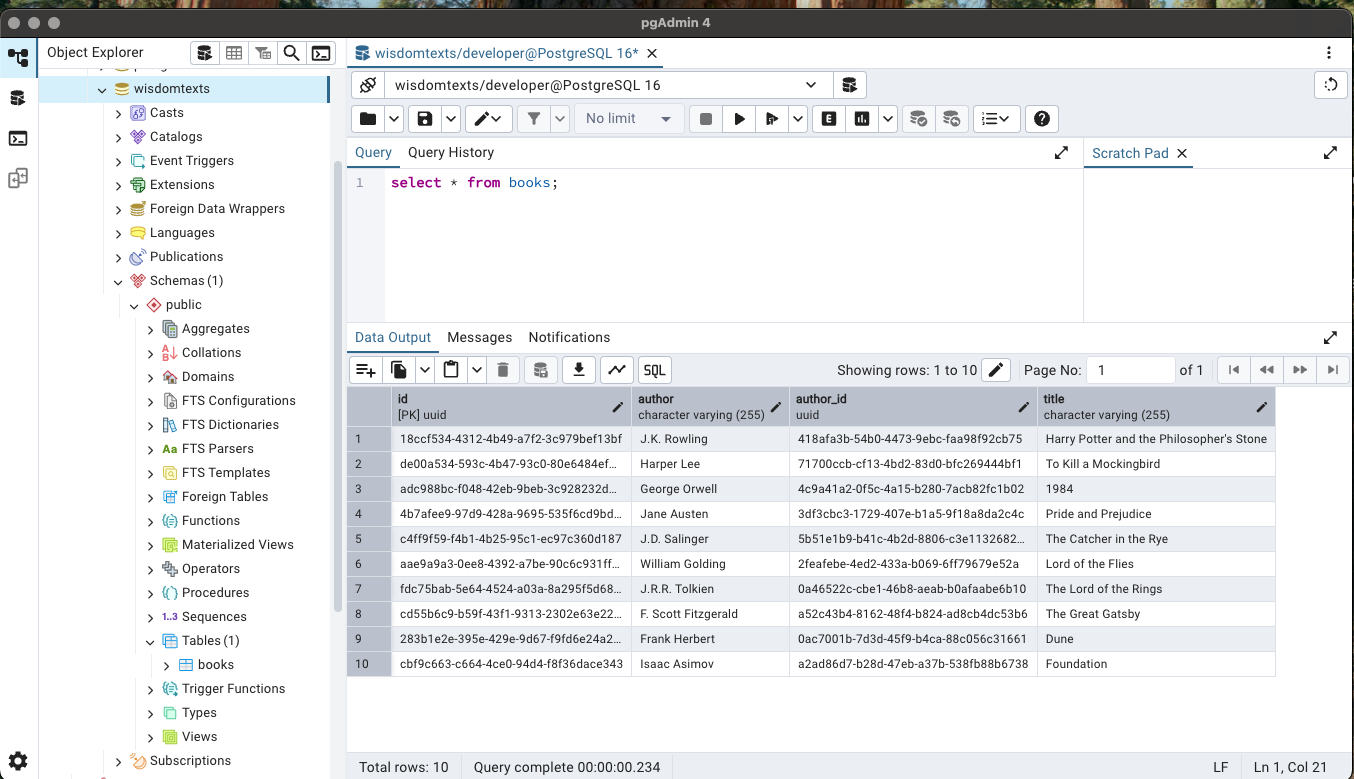 pgAdmin 4
Object Explorer
wisdomtexts/developer@PostgreSQL 16*
wisdomtexts
Casts
Catalogs
Event Triggers
Extensions
Foreign Data Wrappers
Languages
Publications
Schemas (1)
public
Aggregates
Collations
Domains
FTS Configurations
FTS Dictionaries
FTS Parsers
FTS Templates
Foreign Tables
Functions
Materialized Views
Operators
Procedures
1..3 Sequences
Tables (1)
books
Trigger Functions
Types
Views
Subscriptions
wisdomtexts/developer@PostgreSQL 16
No limit
E
Query Query History
Scratch Pad
1 select * from books;
Data Output Messages Notifications
SQL Showing rows: 1 to 10 Page No: 1 of 1
id author author_id title
[PK] uuid character varying (255) uuid character varying (255)
1 18ccf534-4312-4b49-a7f2-3c979bef13bf J.K. Rowling 418afa3b-54b0-4473-9ebc-faa98f92cb75 Harry Potter and the Philosopher's Stone
2 de00a534-593c-4b47-93c0-80e6484ef… Harper Lee 71700ccb-cf13-4bd2-83d0-bfc269444bf1 To Kill a Mockingbird
3 adc988bc-f048-42eb-9beb-3c928232d… George Orwell 4c9a41a2-0f5c-4a15-b280-7acb82fc1b02 1984
4 4b7afee9-97d9-428a-9695-535f6cd9bd… Jane Austen 3df3cbc3-1729-407e-b1a5-9f18a8da2c4c Pride and Prejudice
5 c4ff9f59-f4b1-4b25-95c1-ec97c360d187 J.D. Salinger 5b51e1b9-b41c-4b2d-8806-c3e1132682… The Catcher in the Rye
6 aae9a9a3-0ee8-4392-a7be-90c6c931ff… William Golding 2feafebe-4ed2-433a-b069-6ff79679e52a Lord of the Flies
7 fdc75bab-5e64-4524-a03a-8a295f5d68… J.R.R. Tolkien 0a46522c-cbe1-46b8-aeab-b0afaabe6b10 The Lord of the Rings
8 cd55b6c9-b59f-43f1-9313-2302e63e22… F. Scott Fitzgerald a52c43b4-8162-48f4-b824-ad8cb4dc53b6 The Great Gatsby
9 283b1e2e-395e-429e-9d67-f9fd6e24a2… Frank Herbert 0ac7001b-7d3d-45f9-b4ca-88c056c31661 Dune
10 cbf9c663-c664-4ce0-94d4-f8f36dace343 Isaac Asimov a2ad86d7-b28d-47eb-a37b-538fb88b6738 Foundation
Total rows: 10 Query complete 00:00:00.234 LF Ln 1, Col 21